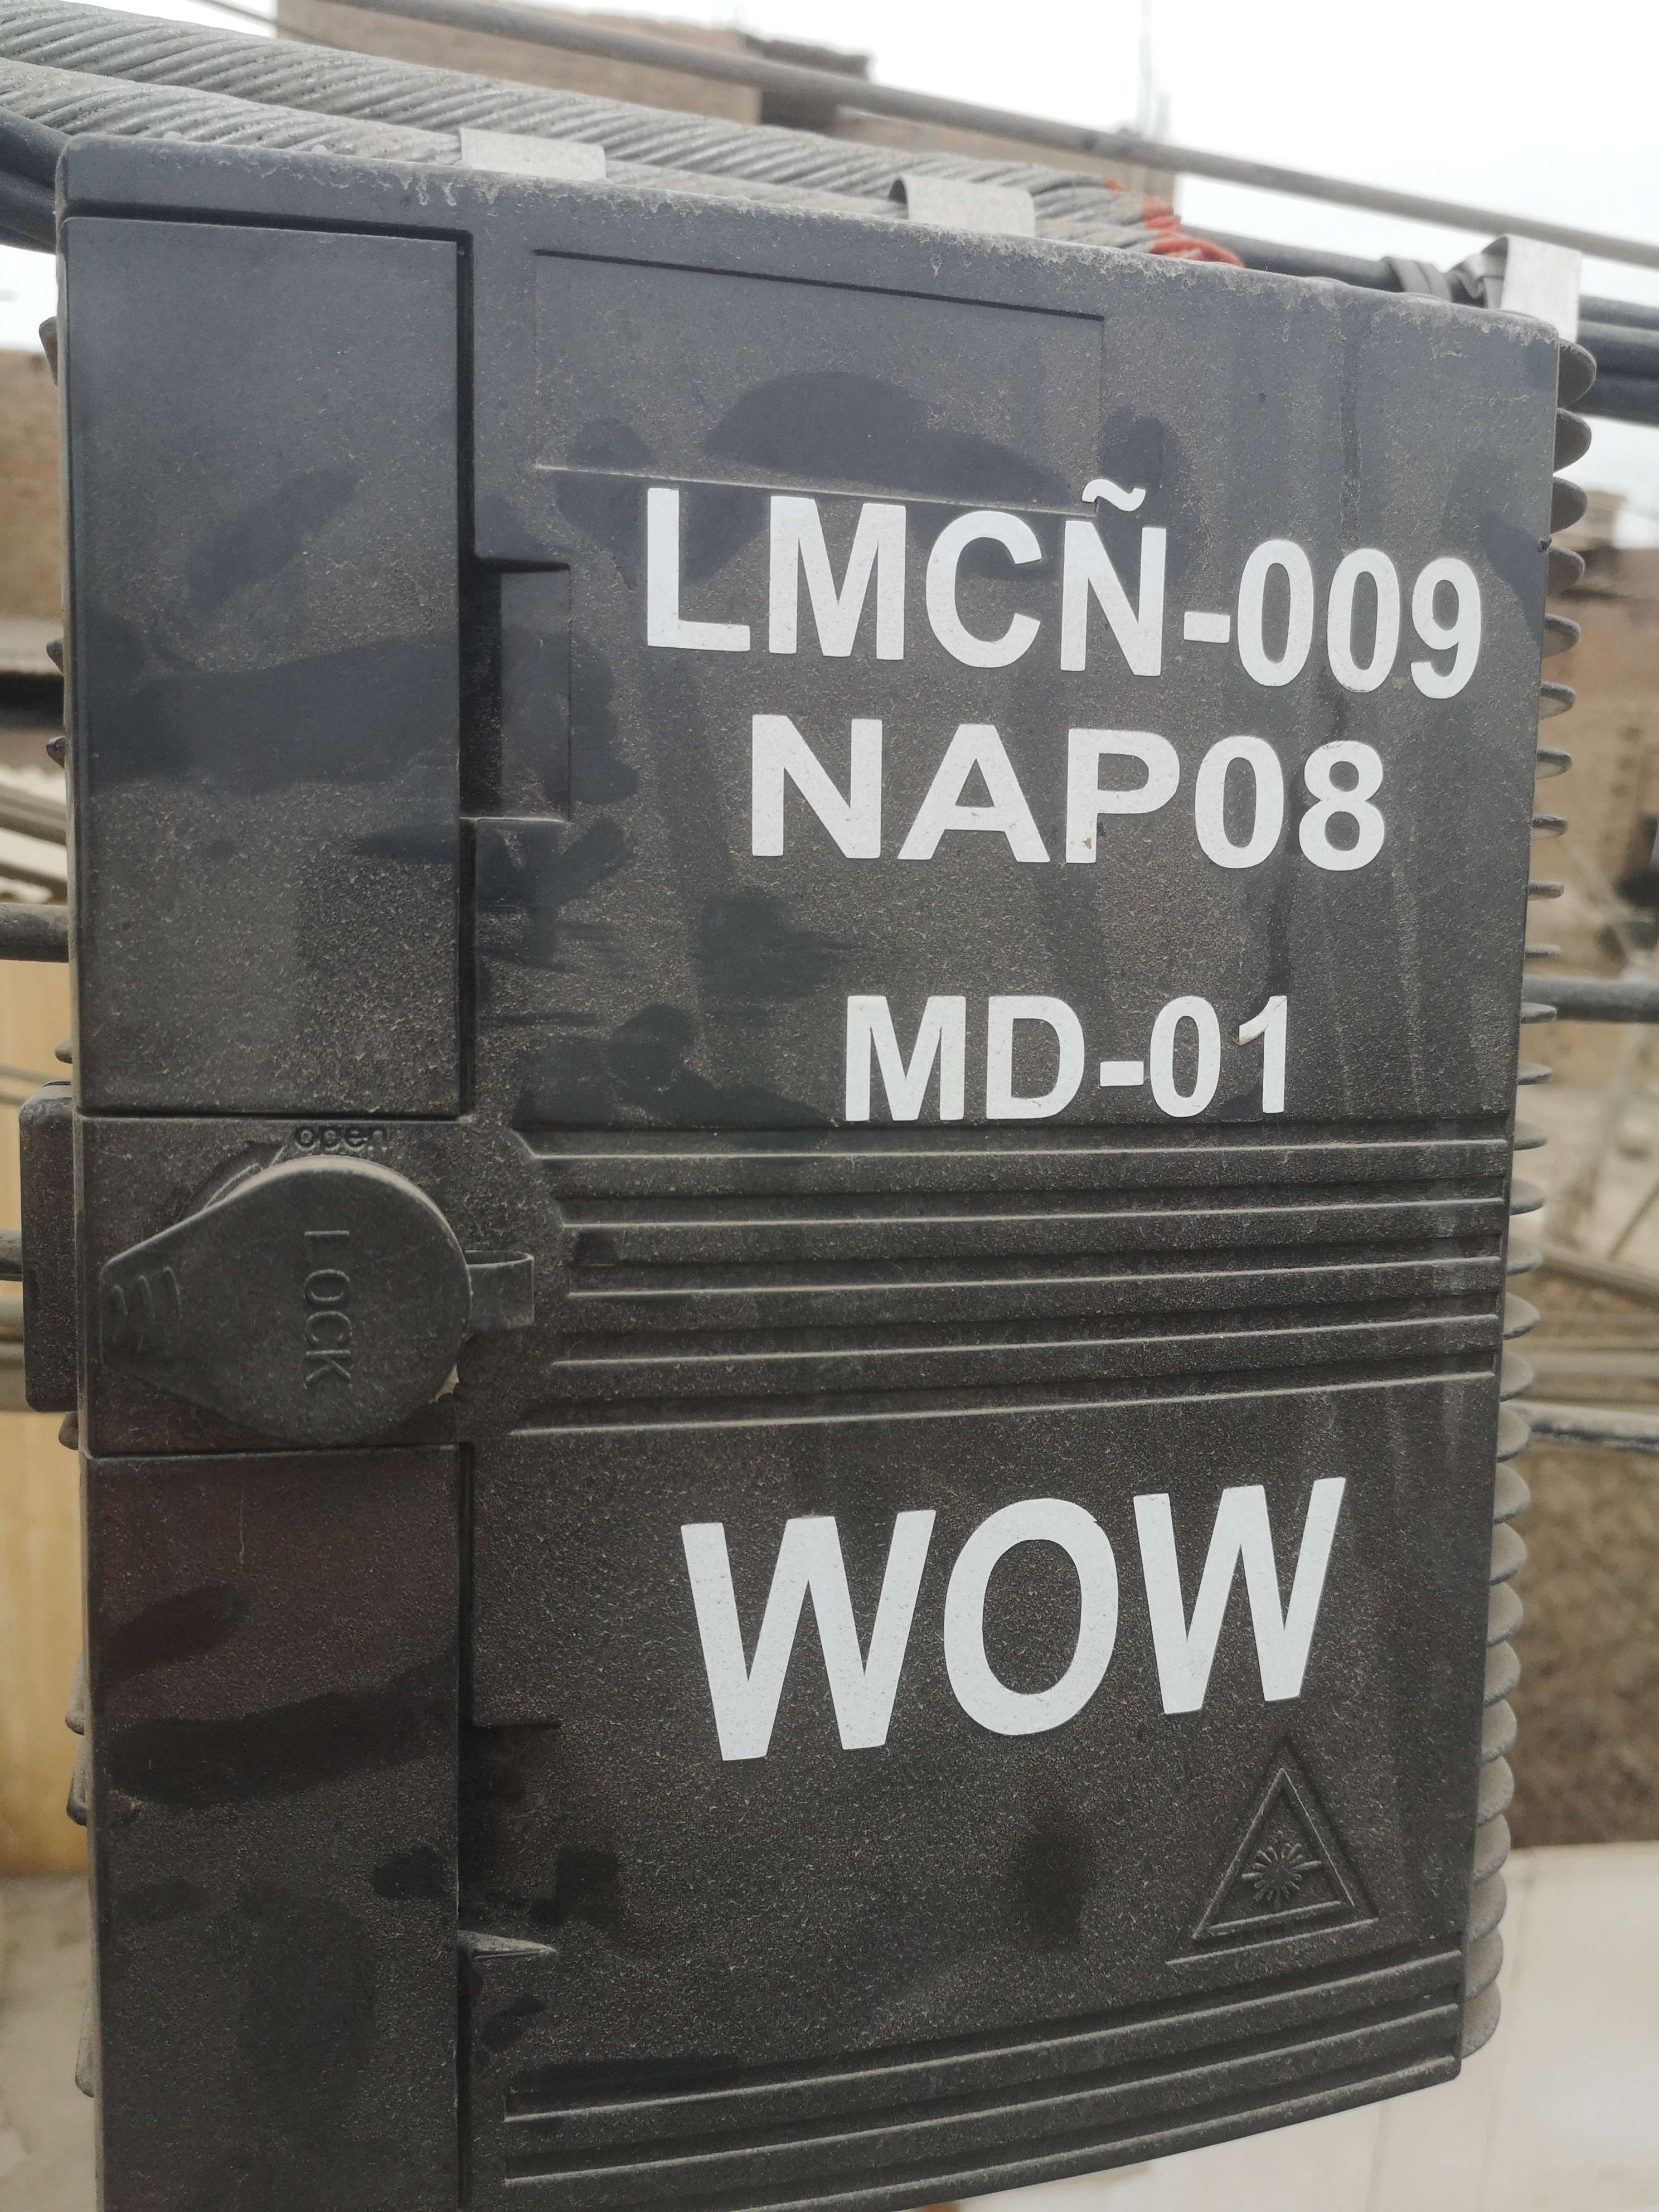 LMCÑ-009
NAP08
MD-01
open
LOCK
WOW